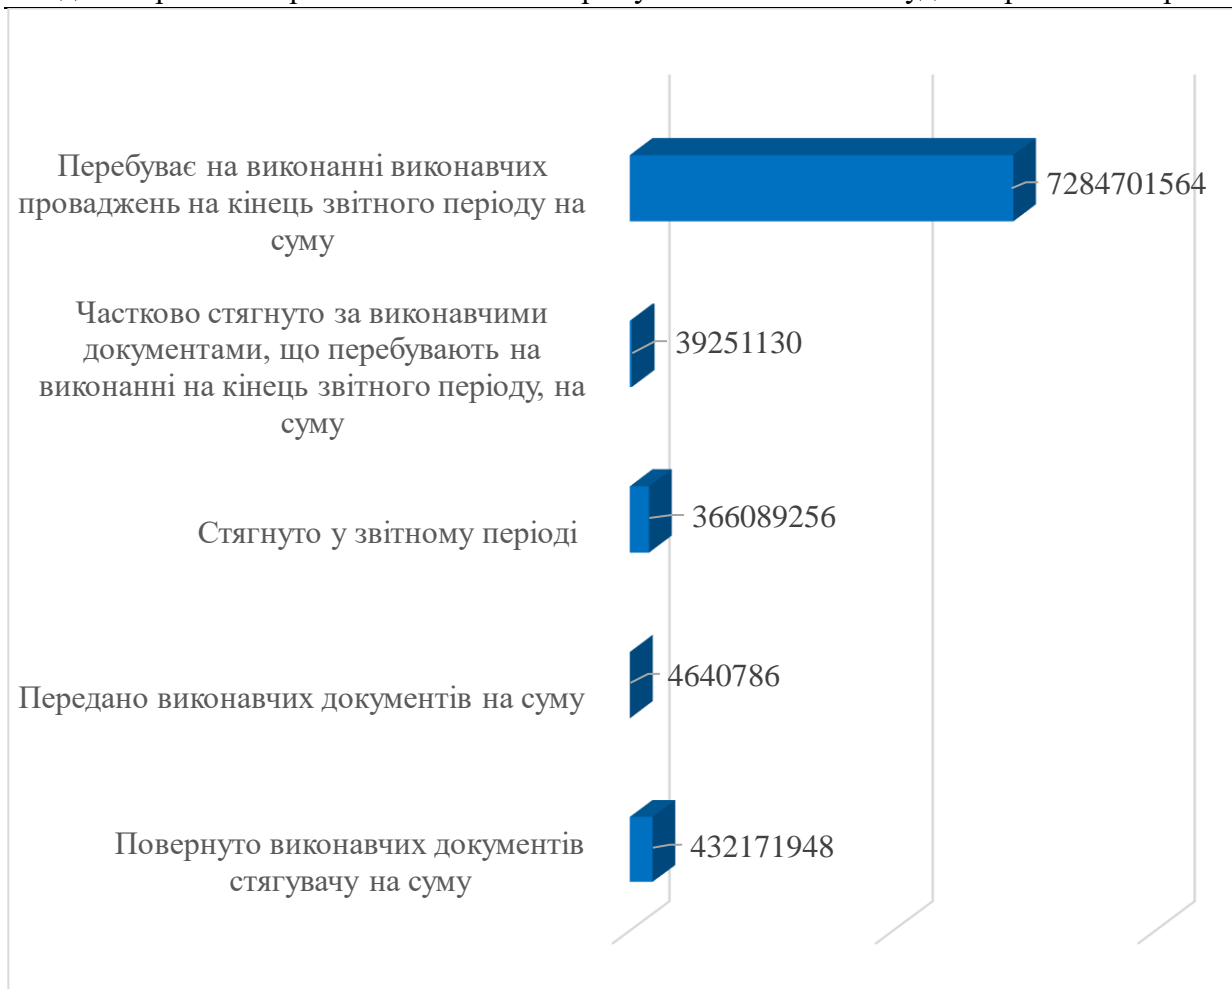 Перебуває на виконанні виконавчих
проваджень на кінець звітного періоду на
суму
7284701564
Частково стягнуто за виконавчими
документами, що перебувають на
виконанні на кінець звітного періоду, на
суму
39251130
Стягнуто у звітному періоді
366089256
Передано виконавчих документів на суму
4640786
Повернуто виконавчих документів
стягувачу на суму
432171948